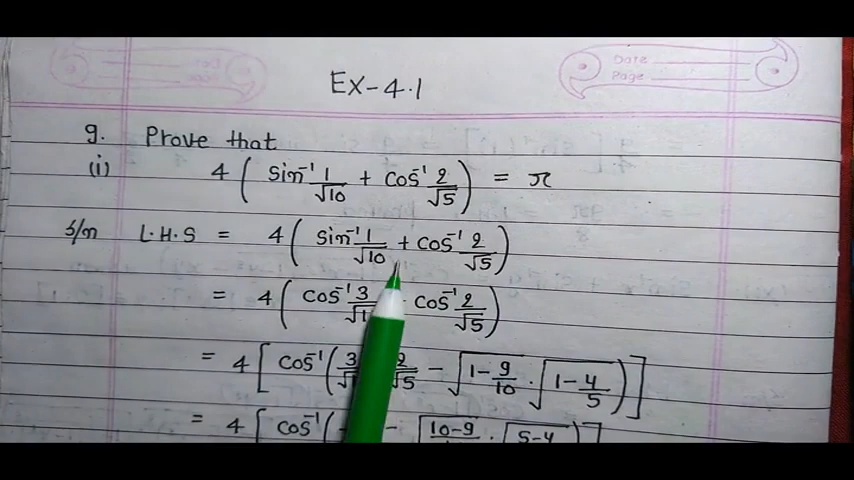 Date
Page
EX-4.1
9. Prove that
(i) 4 ( sin⁻¹ 1/√10 + cos⁻¹ 2/√5 ) = π
S/n L.H.S = 4 ( sin⁻¹ 1/√10 + cos⁻¹ 2/√5 )
= 4 ( cos⁻¹ 3/ cos⁻¹ 2/√5 )
= 4 [ cos⁻¹ ( 3/ 2/√5 - √1-9/10 · √1-4/5 ) ]
= 4 [ cos⁻¹ ( - √10-9 · √5-4 ) ]